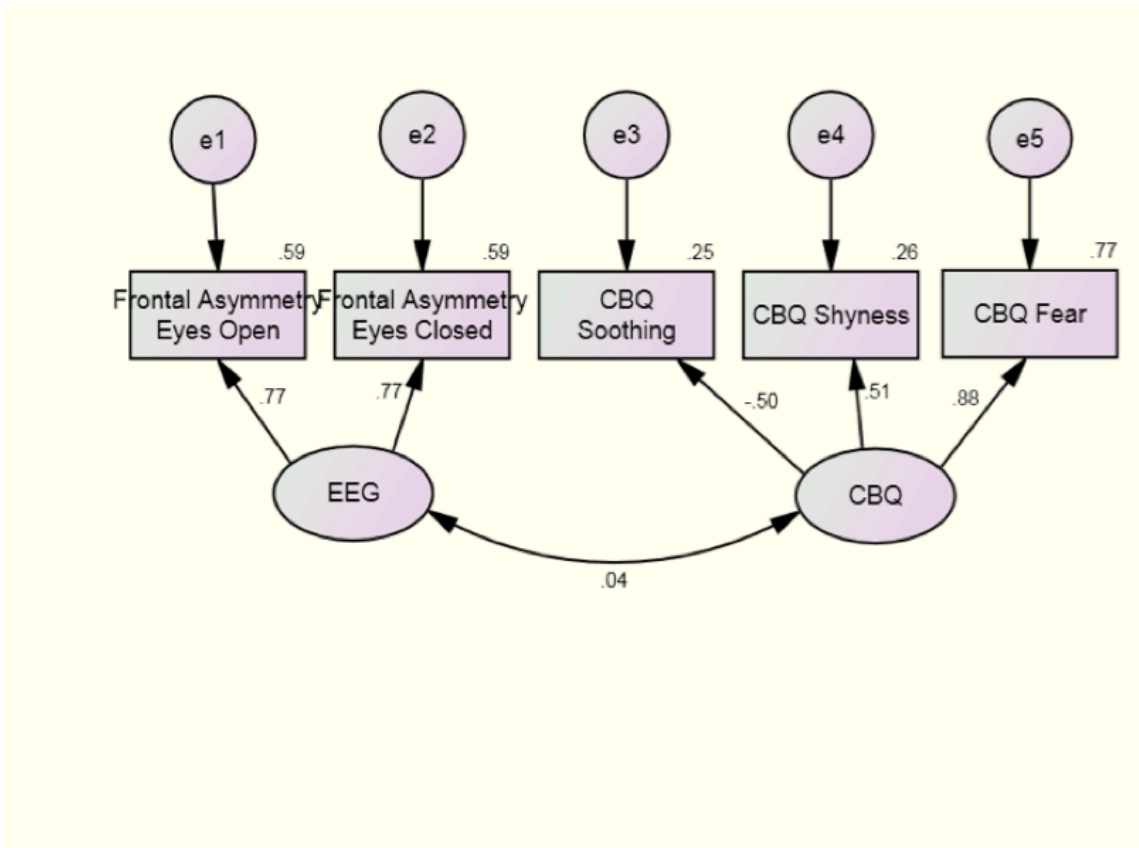 e1
e2
e3
e4
e5
.59
.59
.25
.26
.77
Frontal Asymmetry
Eyes Open
Frontal Asymmetry
Eyes Closed
CBQ
Soothing
CBQ Shyness
CBQ Fear
.77
.77
-.50
.51
.88
EEG
CBQ
.04